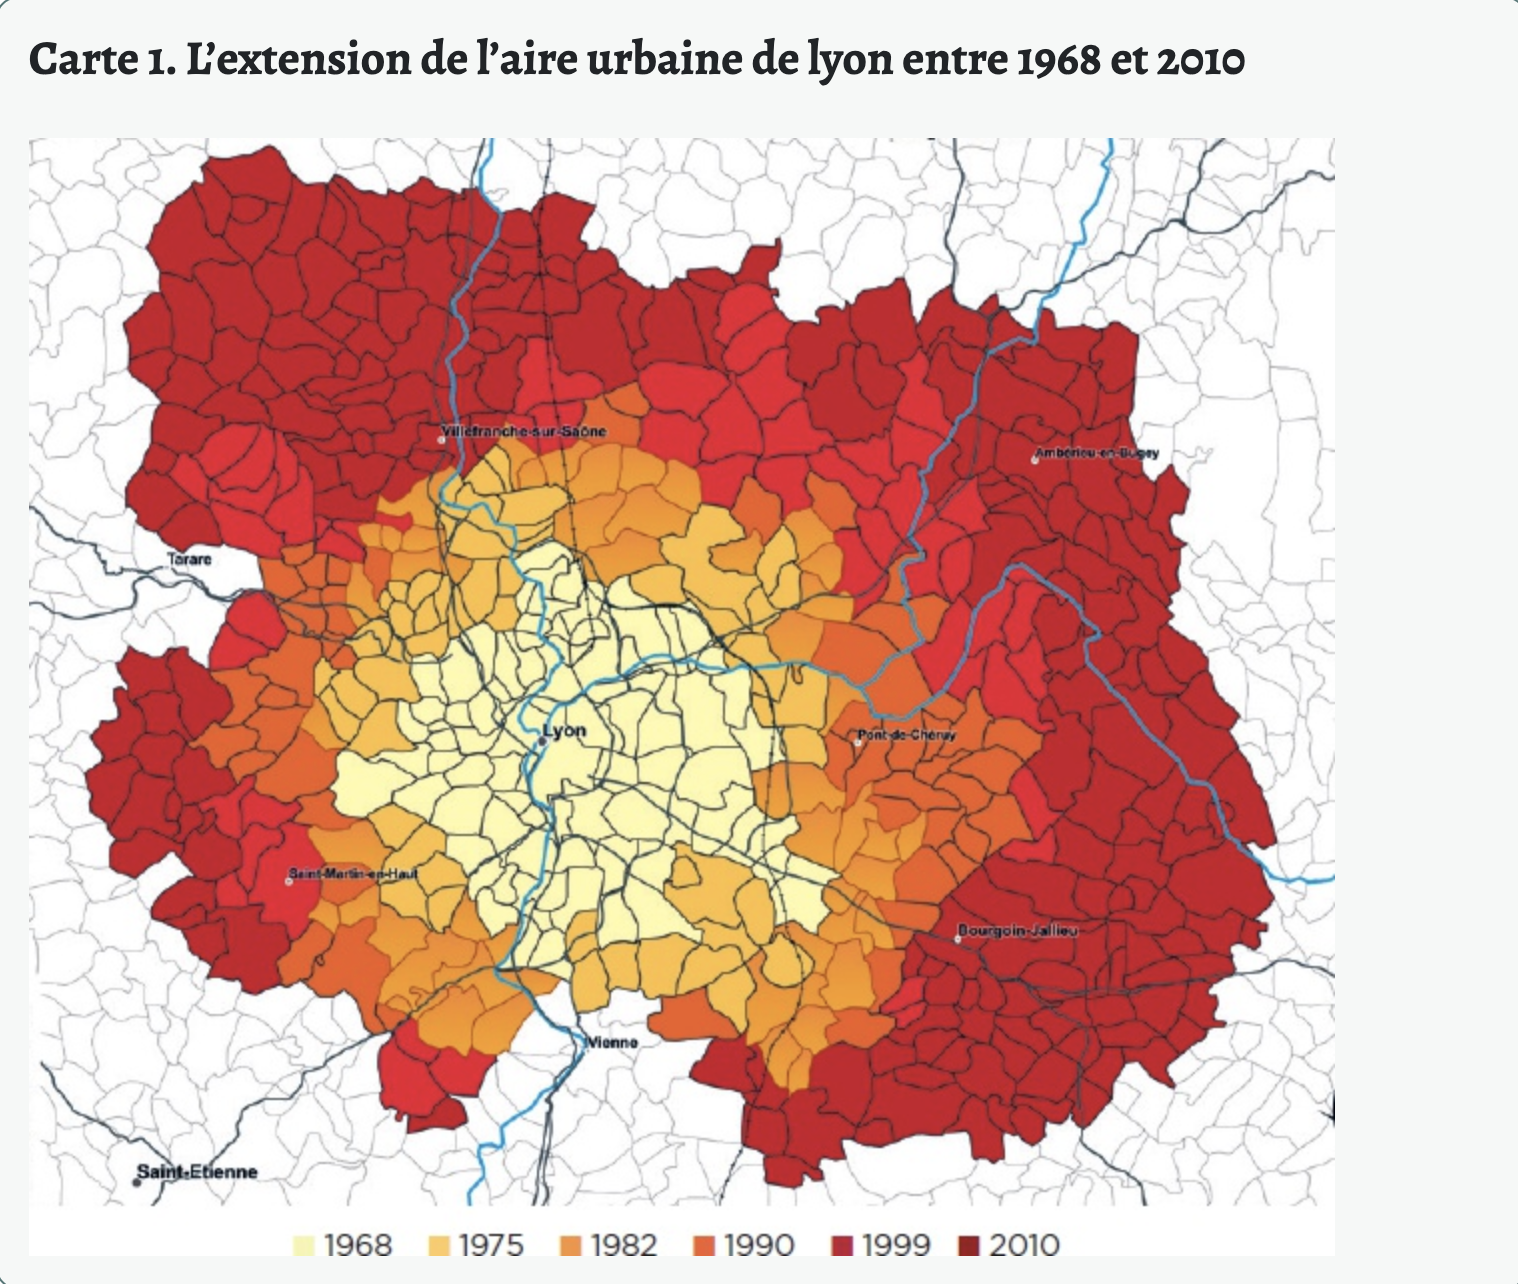 Carte 1. L’extension de l’aire urbaine de lyon entre 1968 et 2010
Villefranche-sur-Saône
Ambérieu-en-Bugey
Tarare
Lyon
Pont-de-Chéruy
Saint-Martin-en-Haut
Bourgoin-Jallieu
Vienne
Saint-Etienne
1968 1975 1982 1990 1999 2010